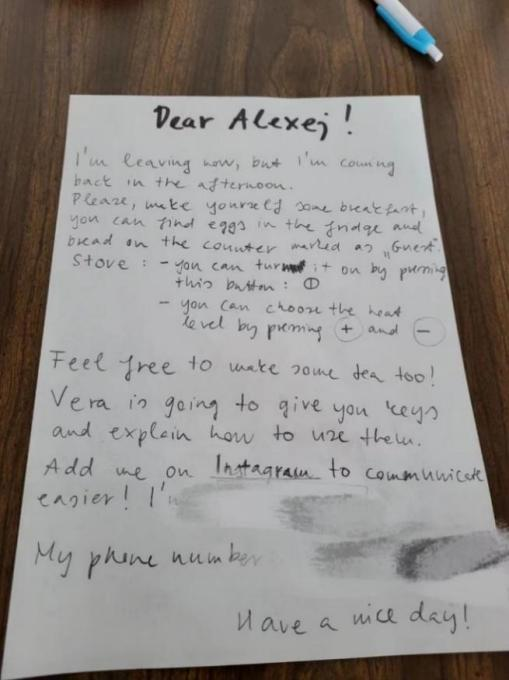 Dear Alexej!
I'm leaving now, but I'm coming
back in the afternoon.
Please, make yourself some breakfast,
you can find eggs in the fridge and
bread on the counter marked as „Guest".
Stove: - you can turn it on by pressing
this button:
- you can choose the heat
level by pressing + and -
Feel free to make some tea too!
Vera is going to give you keys
and explain how to use them.
Add me on Instagram to communicate
easier! I'm
My phone number
Have a nice day!